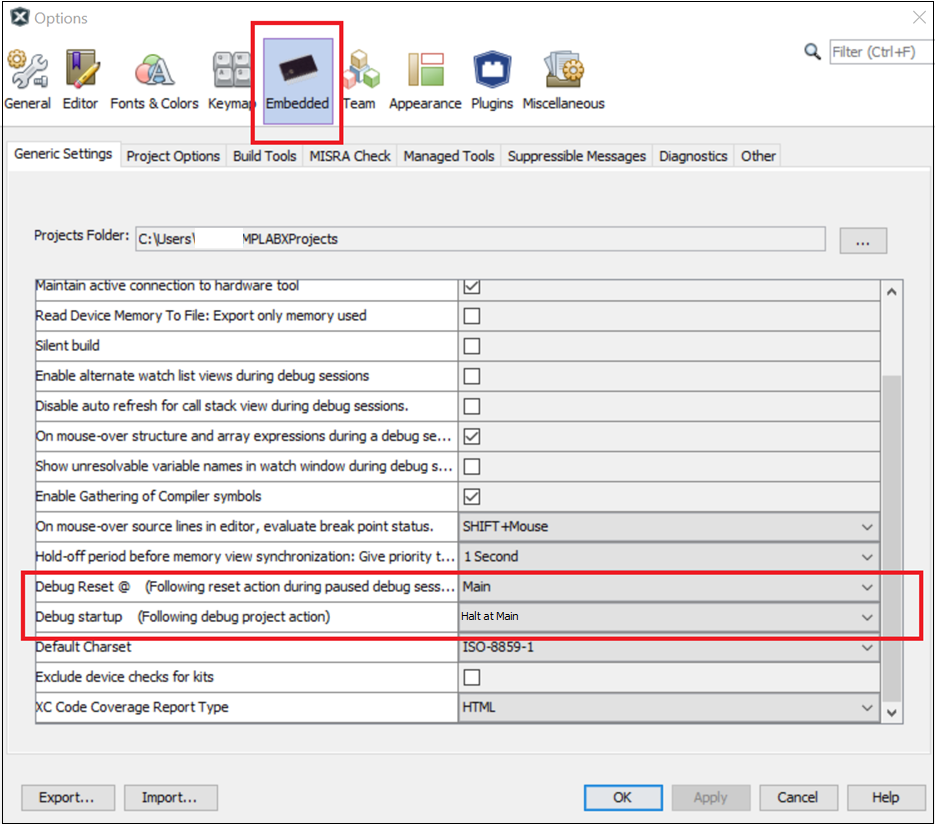 Options
Filter (Ctrl+F)
General Editor Fonts & Colors Keymap Embedded Team Appearance Plugins Miscellaneous
Generic Settings Project Options Build Tools MISRA Check Managed Tools Suppressible Messages Diagnostics Other
Projects Folder: C:\Users\ MPLABXProjects ...
Maintain active connection to hardware tool
Read Device Memory To File: Export only memory used
Silent build
Enable alternate watch list views during debug sessions
Disable auto refresh for call stack view during debug sessions.
On mouse-over structure and array expressions during a debug se...
Show unresolvable variable names in watch window during debug s...
Enable Gathering of Compiler symbols
On mouse-over source lines in editor, evaluate break point status. SHIFT+Mouse
Hold-off period before memory view synchronization: Give priority t... 1 Second
Debug Reset @ (Following reset action during paused debug sess... Main
Debug startup (Following debug project action) Halt at Main
Default Charset ISO-8859-1
Exclude device checks for kits
XC Code Coverage Report Type HTML
Export... Import... OK Apply Cancel Help